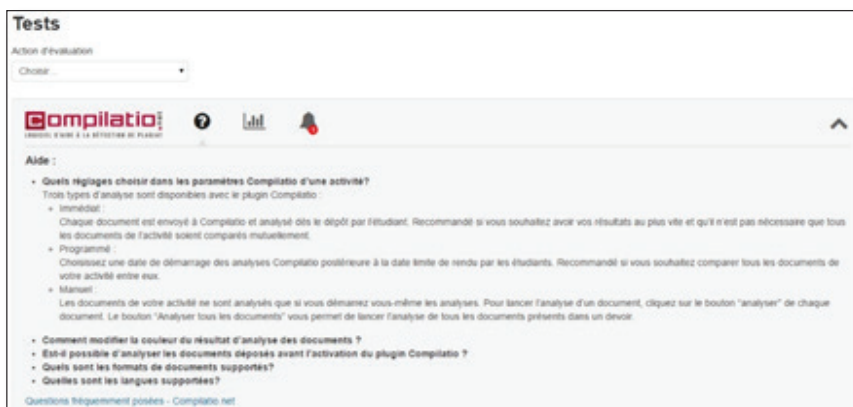 Tests
Action d'évaluation
Choisir...
compilatio.net
LOGICIEL D'AIDE À LA DÉTECTION DE PLAGIAT
Aide :
Quels réglages choisir dans les paramètres Compilatio d'une activité?
Trois types d'analyse sont disponibles avec le plugin Compilatio :
Immédiat :
Chaque document est envoyé à Compilatio et analysé dès le dépôt par l'étudiant. Recommandé si vous souhaitez avoir vos résultats au plus vite et qu'il n'est pas nécessaire que tous
les documents de l'activité soient comparés mutuellement.
Programmé :
Choisissez une date de démarrage des analyses Compilatio postérieure à la date limite de rendu par les étudiants. Recommandé si vous souhaitez comparer tous les documents de
votre activité entre eux.
Manuel :
Les documents de votre activité ne sont analysés que si vous démarrez vous-même les analyses. Pour lancer l'analyse d'un document, cliquez sur le bouton "analyser" de chaque
document. Le bouton "Analyser tous les documents" vous permet de lancer l'analyse de tous les documents présents dans un devoir.
Comment modifier la couleur du résultat d'analyse des documents ?
Est-il possible d'analyser les documents déposés avant l'activation du plugin Compilatio ?
Quels sont les formats de documents supportés?
Quelles sont les langues supportées?
Questions fréquemment posées - Compilatio.net